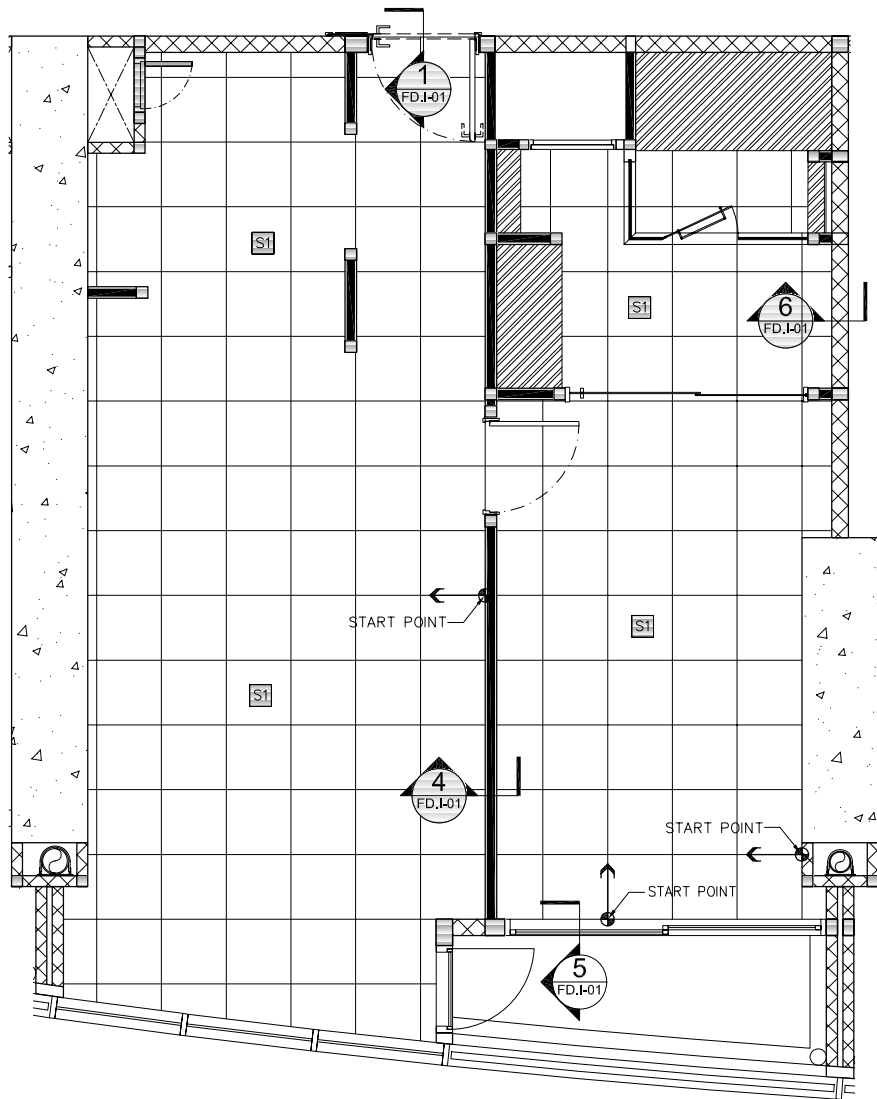 1
FD.I-01
S1
S1
6
FD.I-01
START POINT
S1
S1
4
FD.I-01
START POINT
START POINT
5
FD.I-01